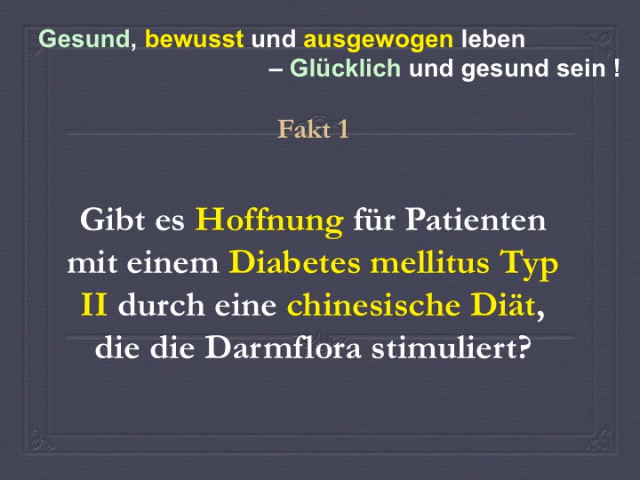 Gesund, bewusst und ausgewogen leben
– Glücklich und gesund sein !
Fakt 1
Gibt es Hoffnung für Patienten
mit einem Diabetes mellitus Typ
II durch eine chinesische Diät,
die die Darmflora stimuliert?